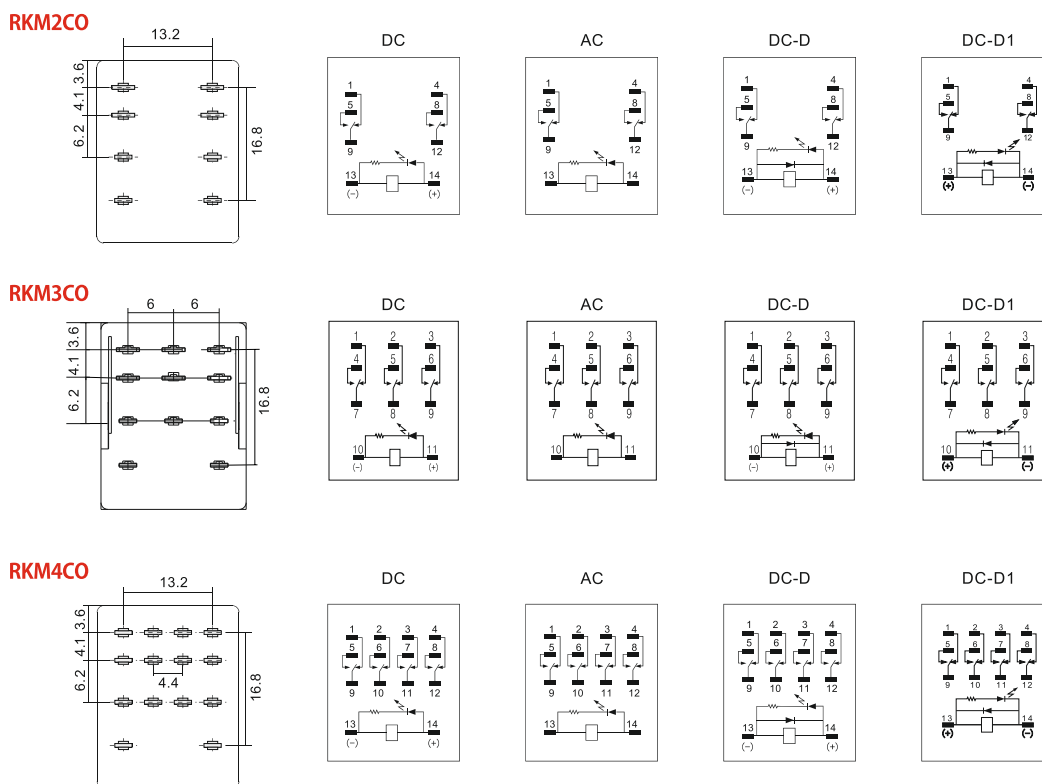 RKM2CO
13.2
3.6
4.1
6.2
16.8
DC AC DC-D DC-D1
1 4 1 4 1 4 1 4
5 8 5 8 5 8 5 8
9 12 9 12 9 12 9 12
13 14 13 14 13 14 13 14
(-) (+) (-) (+) (+) (-)
RKM3CO
6 6
3.6
4.1
6.2
16.8
DC AC DC-D DC-D1
1 2 3 1 2 3 1 2 3 1 2 3
4 5 6 4 5 6 4 5 6 4 5 6
7 8 9 7 8 9 7 8 9 7 8 9
10 11 10 11 10 11 10 11
(-) (+) (-) (+) (+) (-)
RKM4CO
13.2
3.6
4.1
6.2
4.4
16.8
DC AC DC-D DC-D1
1 2 3 4 1 2 3 4 1 2 3 4 1 2 3 4
5 6 7 8 5 6 7 8 5 6 7 8 5 6 7 8
9 10 11 12 9 10 11 12 9 10 11 12 9 10 11 12
13 14 13 14 13 14 13 14
(-) (+) (-) (+) (+) (-)